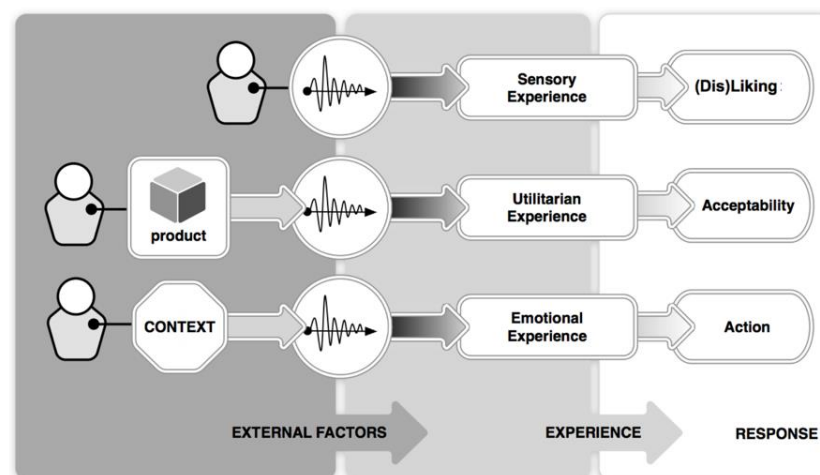 Sensory
Experience
(Dis)Liking
product
Utilitarian
Experience
Acceptability
CONTEXT
Emotional
Experience
Action
EXTERNAL FACTORS
EXPERIENCE
RESPONSE